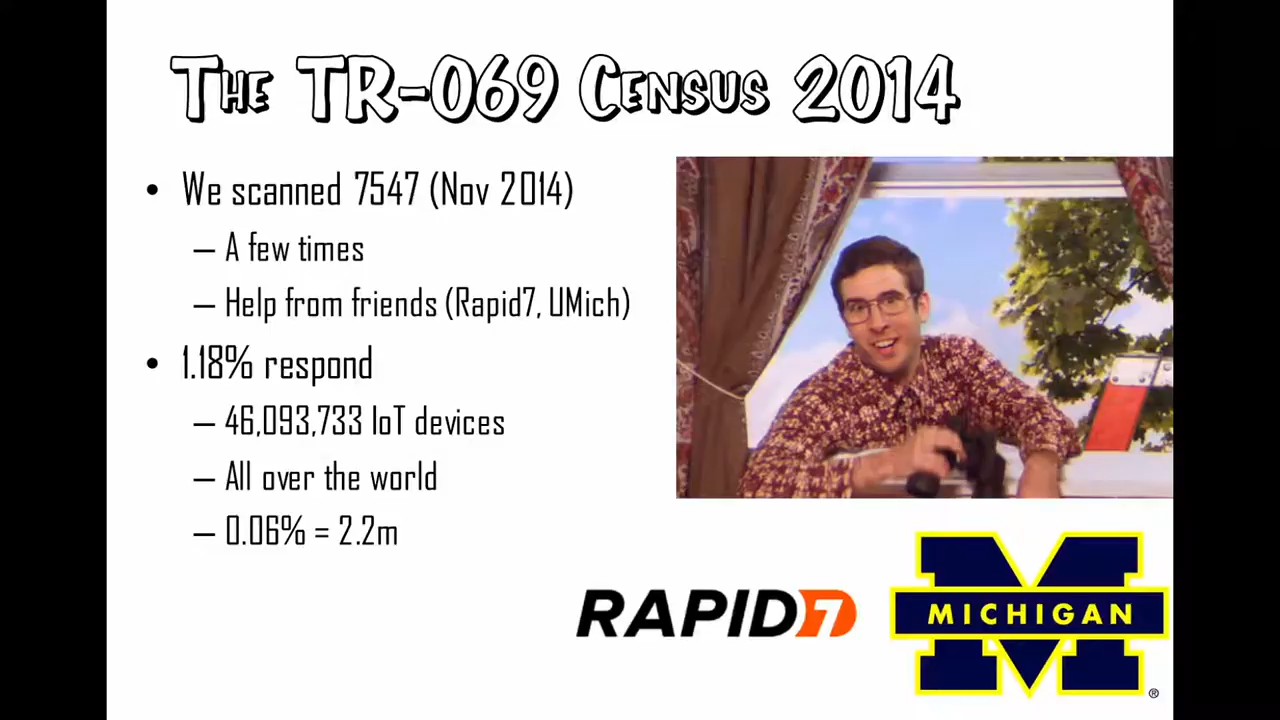 The TR-069 Census 2014
• We scanned 7547 (Nov 2014)
– A few times
– Help from friends (Rapid7, UMich)
• 1.18% respond
– 46,093,733 IoT devices
– All over the world
– 0.06% = 2.2m
RAPID7
MICHIGAN
®